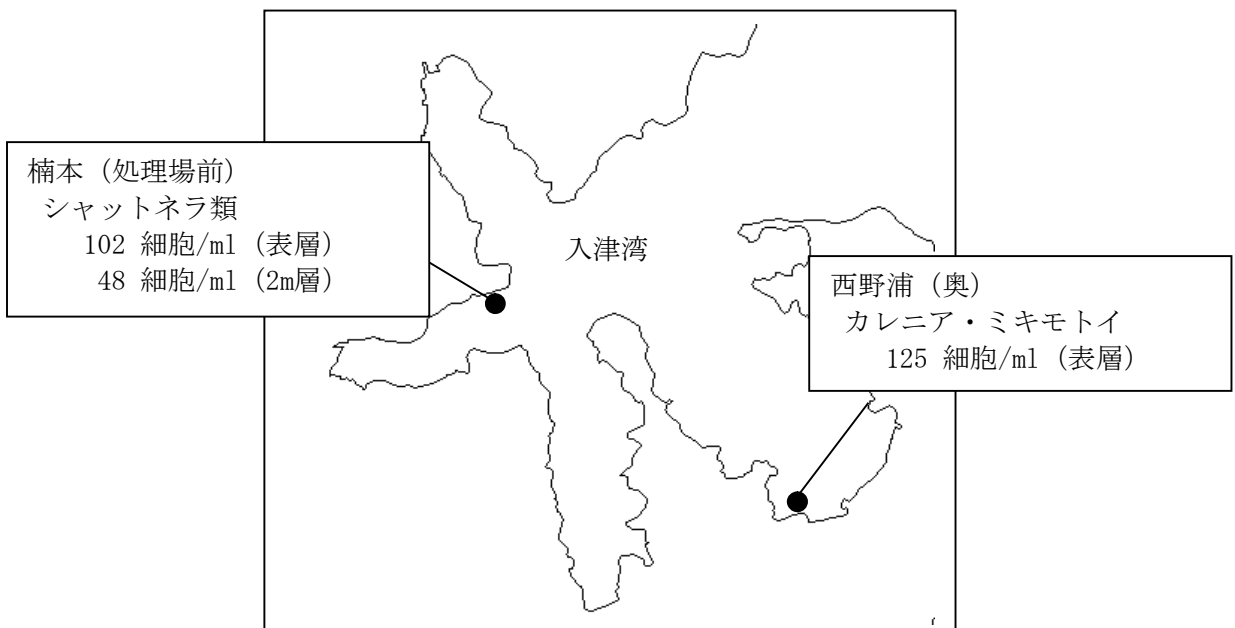 楠本（処理場前）
シャットネラ類
102 細胞/ml（表層）
48 細胞/ml（2m層）
入津湾
西野浦（奥）
カレニア・ミキモトイ
125 細胞/ml（表層）